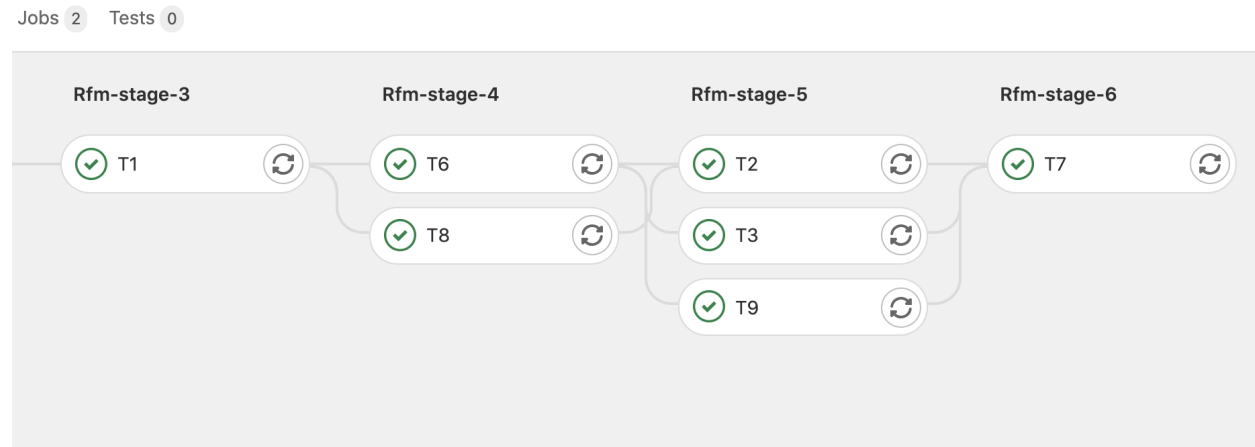 Jobs 2 Tests 0
Rfm-stage-3 Rfm-stage-4 Rfm-stage-5 Rfm-stage-6
T1 T6 T2 T7
T8 T3
T9